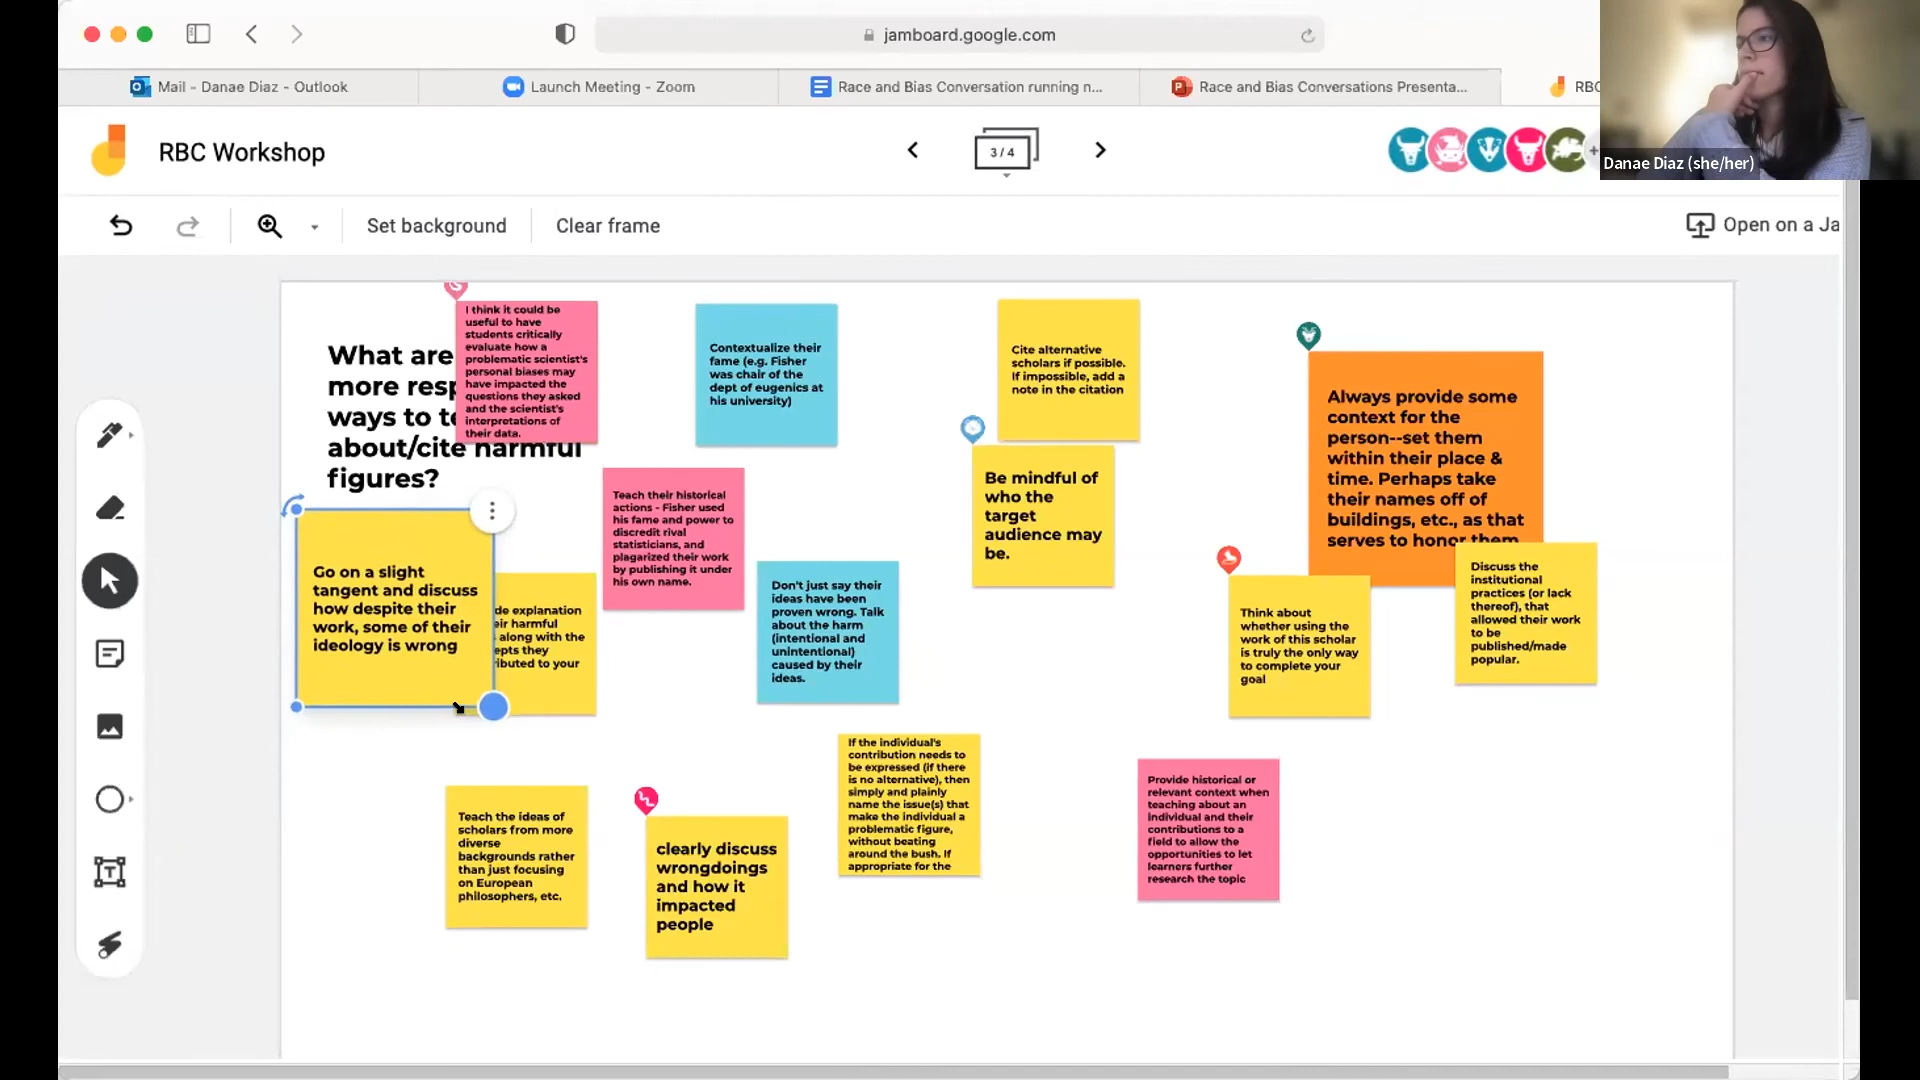 jamboard.google.com
Mail - Danae Diaz - Outlook
Launch Meeting - Zoom
Race and Bias Conversation running n...
Race and Bias Conversations Presenta...
RBC
Danae Diaz (she/her)
RBC Workshop
3 / 4
+
Set background
Clear frame
Open on a Ja
What are
more resp
ways to te
about/cite harmful
figures?
I think it could be
useful to have
students critically
evaluate how a
problematic scientist's
personal biases may
have impacted the
questions they asked
and the scientist's
interpretations of
their data.
Contextualize their
fame (e.g. Fisher
was chair of the
dept of eugenics at
his university)
Cite alternative
scholars if possible.
If impossible, add a
note in the citation
Always provide some
context for the
person--set them
within their place &
time. Perhaps take
their names off of
buildings, etc., as that
serves to honor them
Be mindful of
who the
target
audience may
be.
Teach their historical
actions - Fisher used
his fame and power to
discredit rival
statisticians, and
plagarized their work
by publishing it under
his own name.
Go on a slight
tangent and discuss
how despite their
work, some of their
ideology is wrong
de explanation
eir harmful
along with the
epts they
ibuted to your
Don't just say their
ideas have been
proven wrong. Talk
about the harm
(intentional and
unintentional)
caused by their
ideas.
Think about
whether using the
work of this scholar
is truly the only way
to complete your
goal
Discuss the
institutional
practices (or lack
thereof), that
allowed their work
to be
published/made
popular.
Teach the ideas of
scholars from more
diverse
backgrounds rather
than just focusing
on European
philosophers, etc.
clearly discuss
wrongdoings
and how it
impacted
people
If the individual's
contribution needs to
be expressed (if there
is no alternative), then
simply and plainly
name the issue(s) that
make the individual a
problematic figure,
without beating
around the bush. If
appropriate for the
Provide historical or
relevant context when
teaching about an
individual and their
contributions to a
field to allow the
opportunities to let
learners further
research the topic